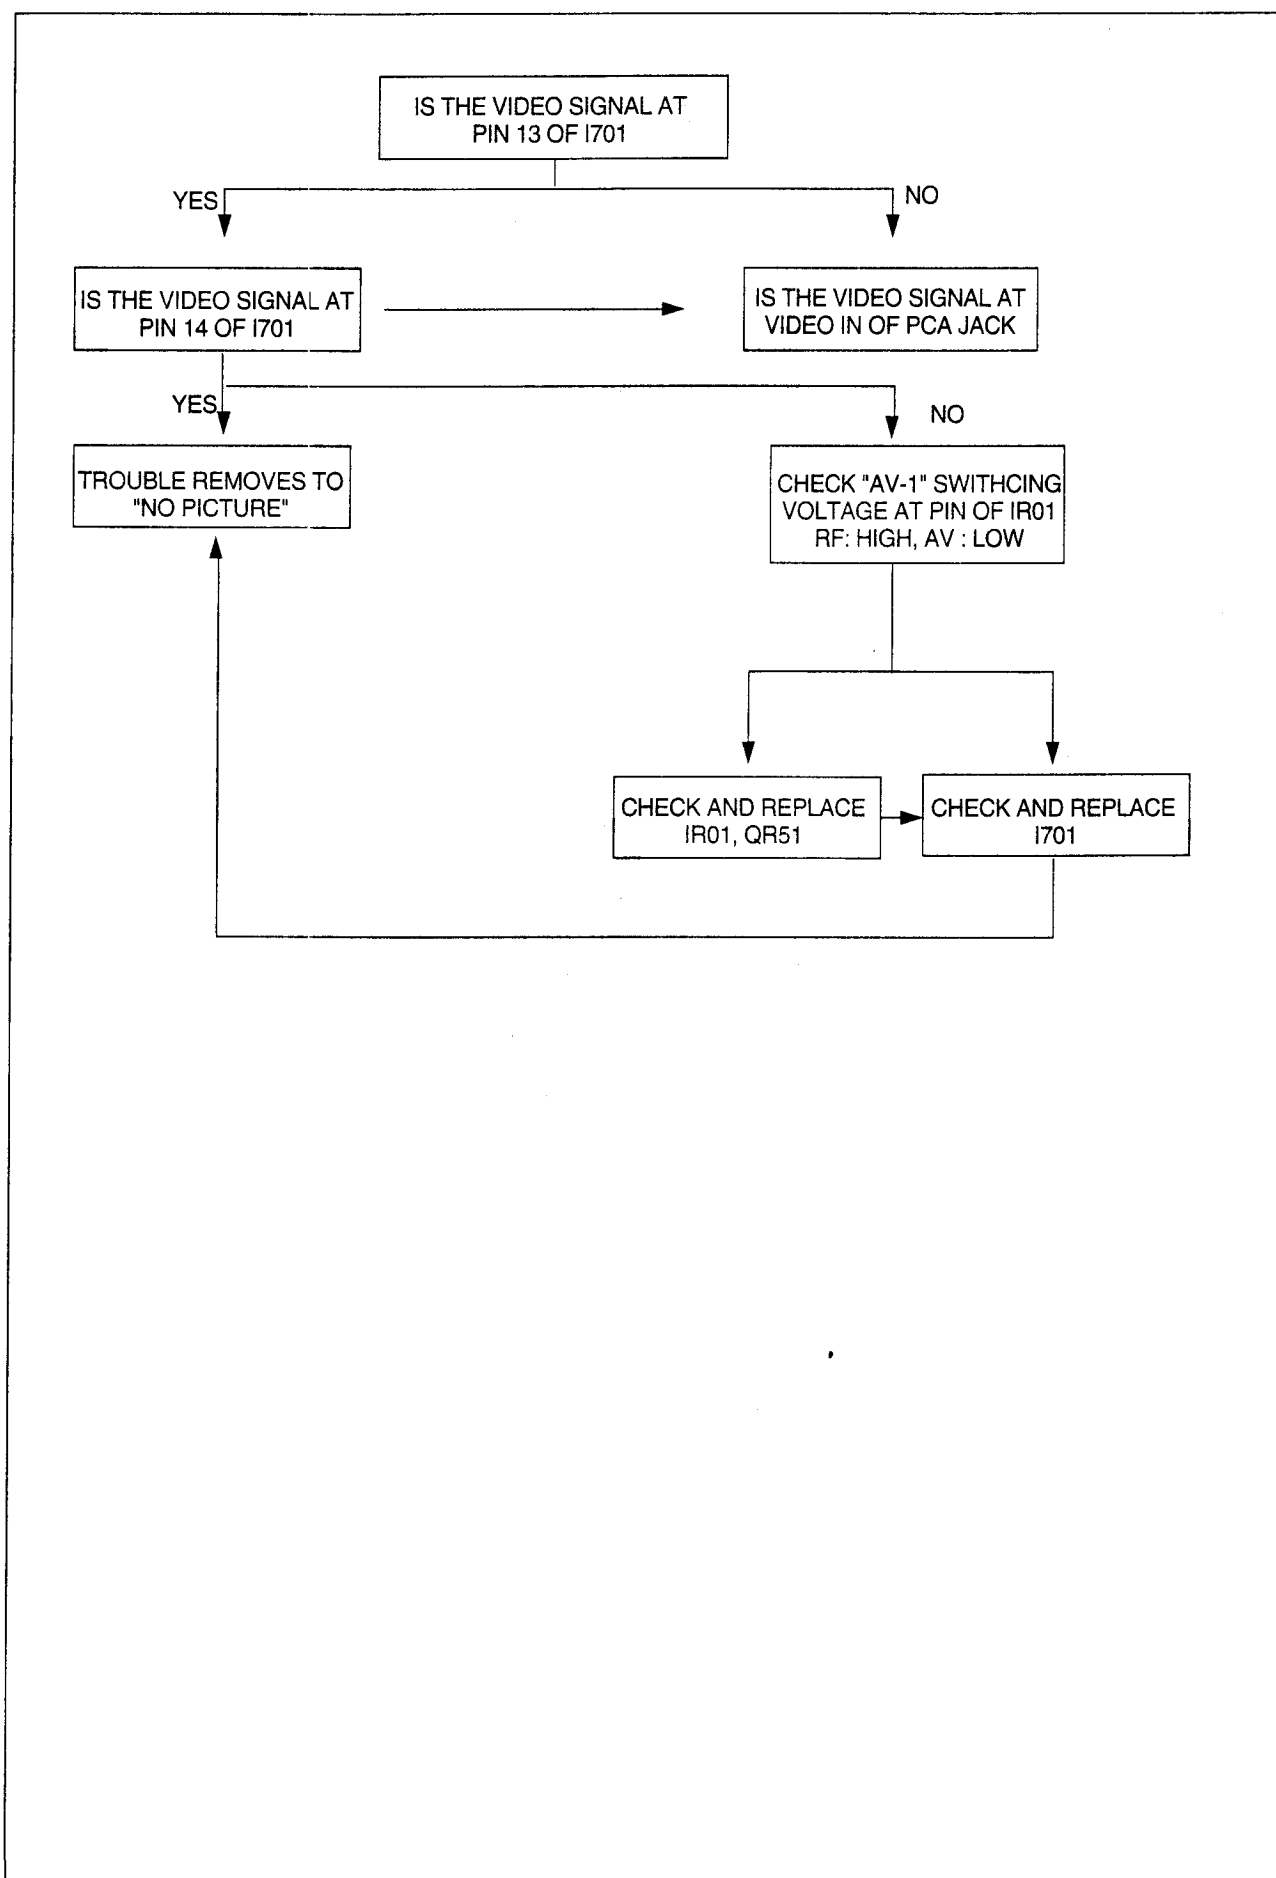 IS THE VIDEO SIGNAL AT
PIN 13 OF I701
YES
NO
IS THE VIDEO SIGNAL AT
PIN 14 OF I701
IS THE VIDEO SIGNAL AT
VIDEO IN OF PCA JACK
YES
NO
TROUBLE REMOVES TO
"NO PICTURE"
CHECK "AV-1" SWITHCING
VOLTAGE AT PIN OF IR01
RF: HIGH, AV : LOW
CHECK AND REPLACE
IR01, QR51
CHECK AND REPLACE
I701